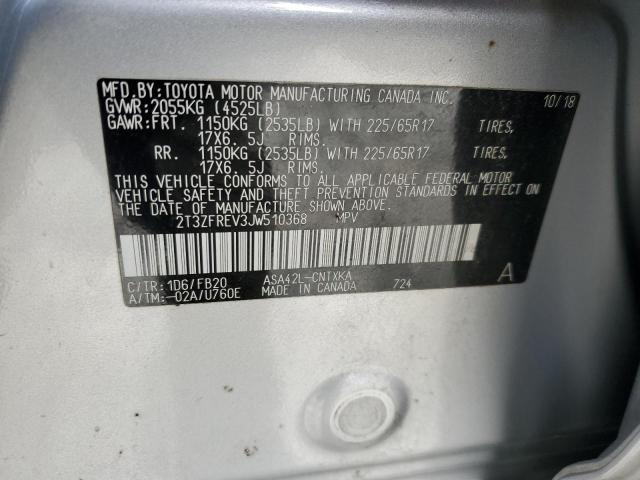 MFD.BY:TOYOTA MOTOR MANUFACTURING CANADA INC. 10/18
GVWR:2055KG (4525LB)
GAWR:FRT. 1150KG (2535LB) WITH 225/65R17 TIRES,
17X6. 5J RIMS.
RR. 1150KG (2535LB) WITH 225/65R17 TIRES,
17X6. 5J RIMS.
THIS VEHICLE CONFORMS TO ALL APPLICABLE FEDERAL MOTOR
VEHICLE SAFETY AND THEFT PREVENTION STANDARDS IN EFFECT ON
THE DATE OF MANUFACTURE SHOWN ABOVE.
2T3ZFREV3JW510368 MPV
C/TR:1D6/FB20 ASA42L-CNTXKA 724 A
A/TM:-02A/U760E MADE IN CANADA